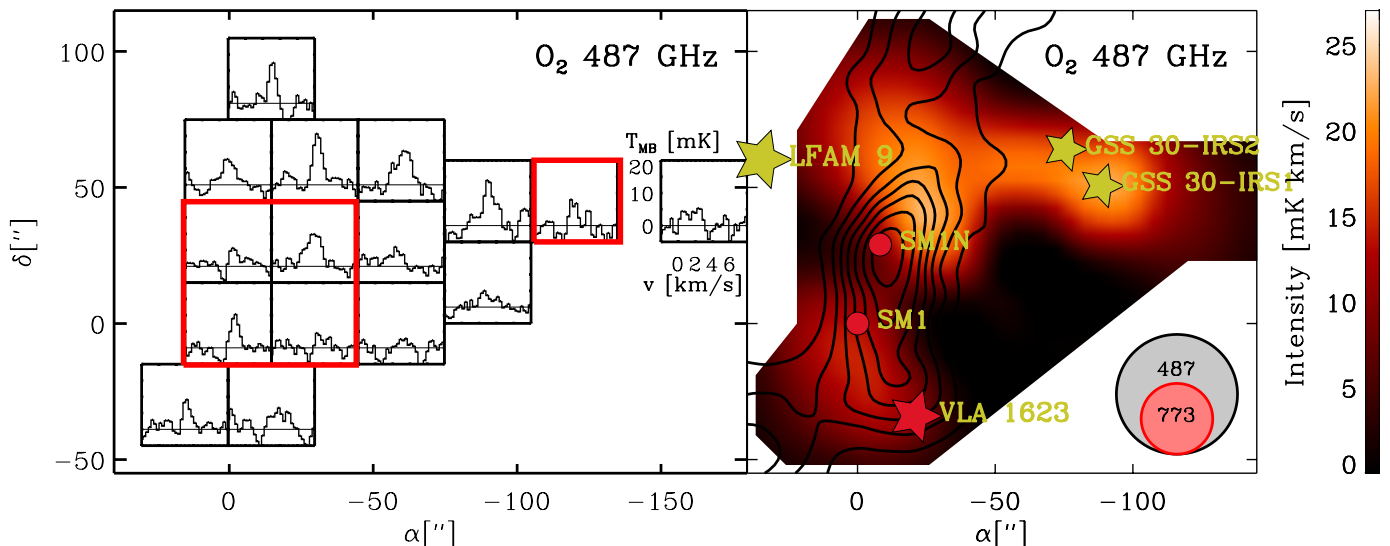 O₂ 487 GHz
100
50
0
−50
δ['']
0
−50
−100
−150
α['']
T_MB [mK]
20
10
0
0 2 4 6
v [km/s]
O₂ 487 GHz
LFAM 9
GSS 30−IRS2
GSS 30−IRS1
SM1N
SM1
VLA 1623
487
773
0
−50
−100
α['']
25
20
15
10
5
0
Intensity [mK km/s]